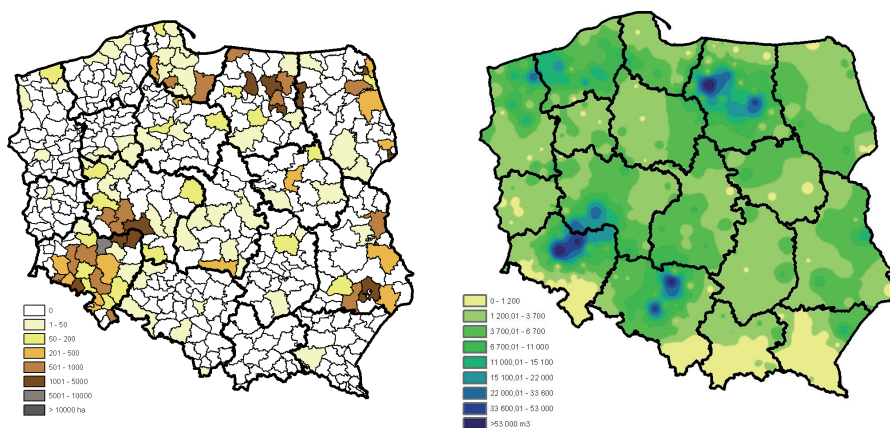 0
1 - 50
50 - 200
201 - 500
501 - 1000
1001 - 5000
5001 - 10000
> 10000 ha
0 - 1 200
1 200,01 - 3 700
3 700,01 - 6 700
6 700,01 - 11 000
11 000,01 - 15 100
15 100,01 - 22 000
22 000,01 - 33 600
33 600,01 - 53 000
>53 000 m3